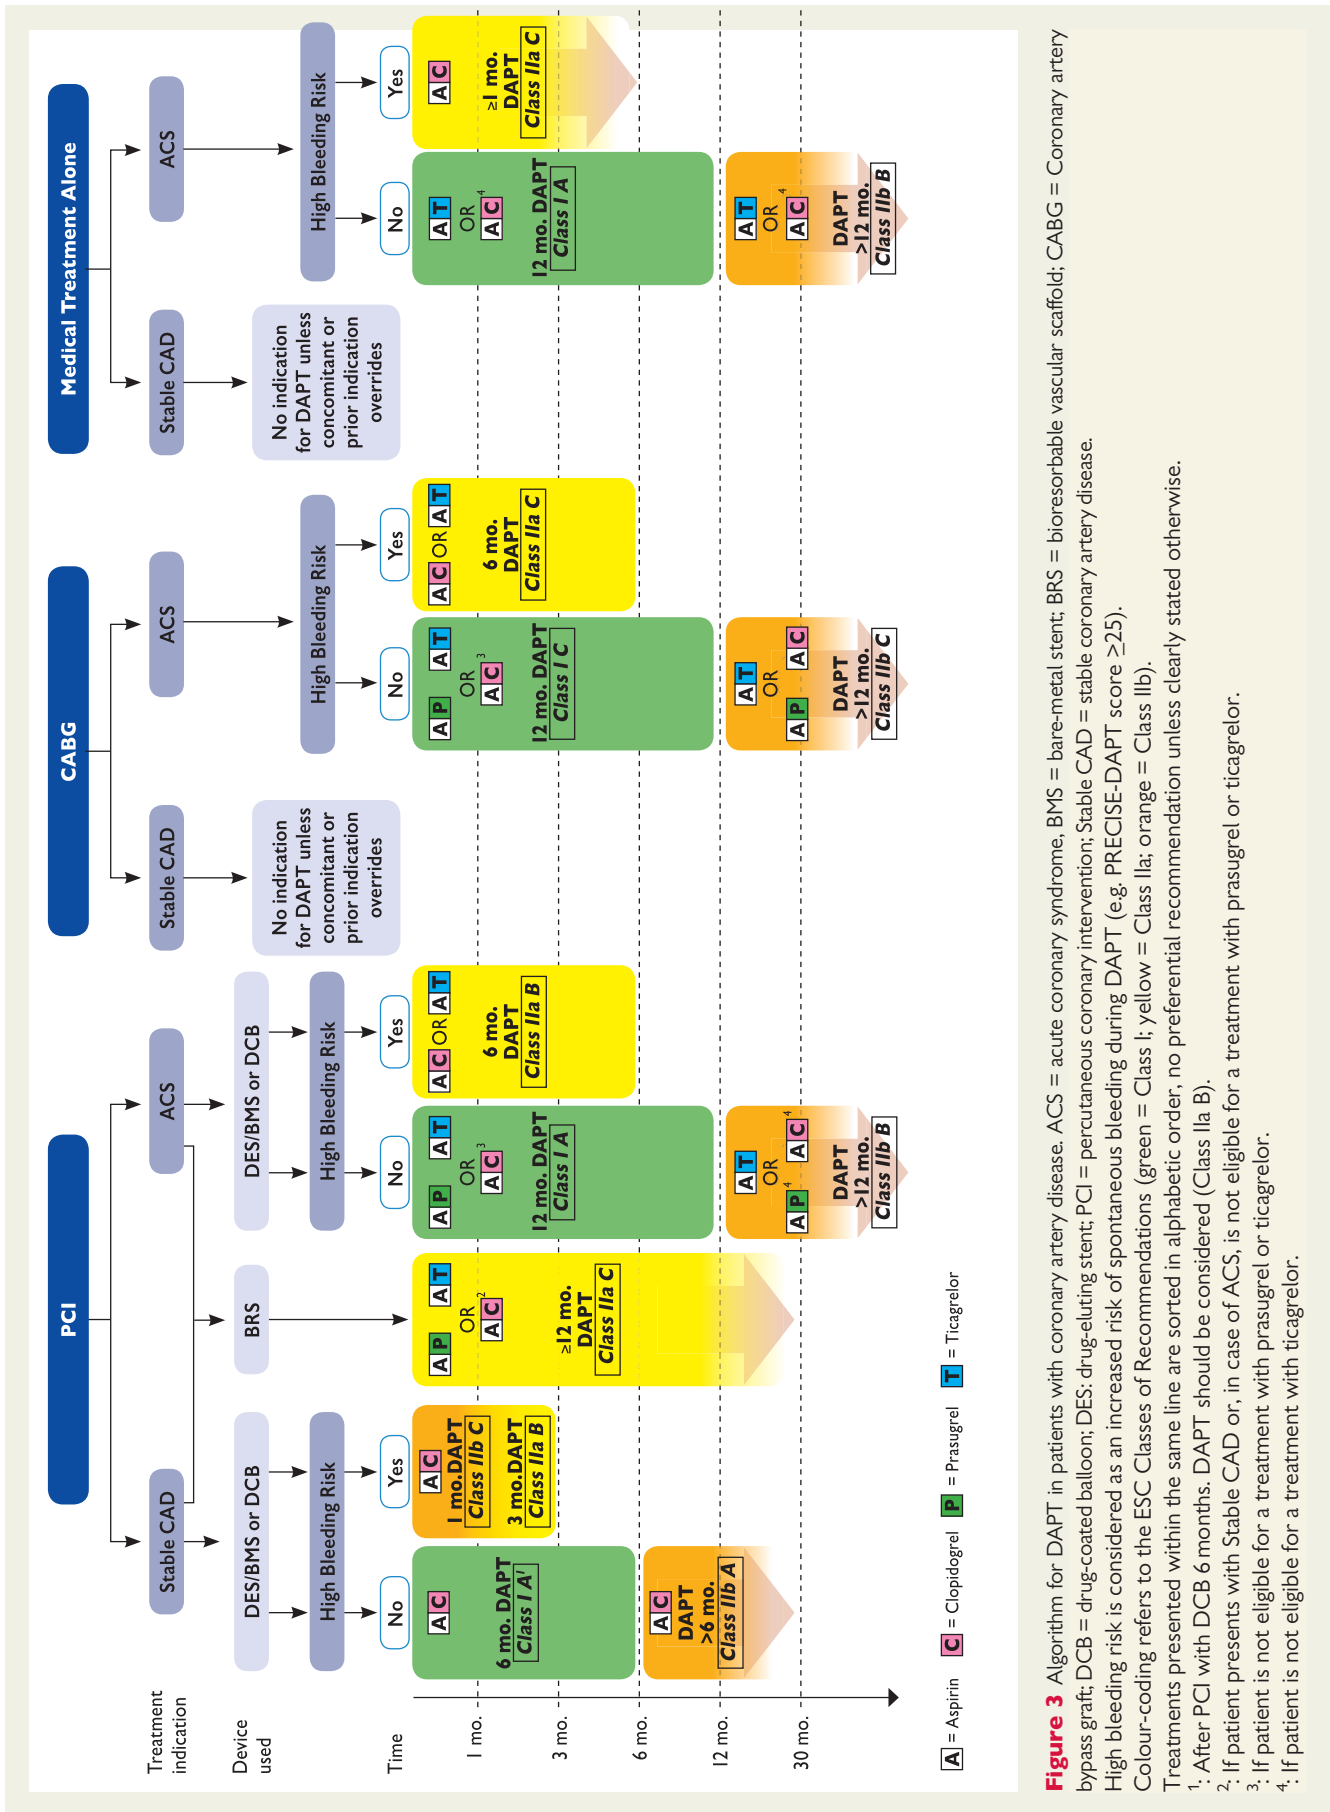 PCI
CABG
Medical Treatment Alone
Treatment
indication
Stable CAD
ACS
Stable CAD
ACS
Stable CAD
ACS
Device
used
DES/BMS or DCB
BRS
DES/BMS or DCB
No indication
for DAPT unless
concomitant or
prior indication
overrides
No indication
for DAPT unless
concomitant or
prior indication
overrides
High Bleeding Risk
High Bleeding Risk
High Bleeding Risk
High Bleeding Risk
Time
No
Yes
No
Yes
No
Yes
No
Yes
1 mo.
3 mo.
6 mo.
12 mo.
30 mo.
A C
6 mo. DAPT
Class I A¹
A C
DAPT
>6 mo.
Class IIb A
A C
1 mo.DAPT
Class IIb C
3 mo.DAPT
Class IIa B
A P A T
OR
A C ²
≥12 mo.
DAPT
Class IIa C
A P A T
OR
A C ³
12 mo. DAPT
Class I A
A T
OR
A P ⁴ A C ⁴
DAPT
>12 mo.
Class IIb B
A C OR A T
6 mo.
DAPT
Class IIa B
A P A T
OR
A C ³
12 mo. DAPT
Class I C
A T
OR
A P A C
DAPT
>12 mo.
Class IIb C
A C OR A T
6 mo.
DAPT
Class IIa C
A T
OR
A C ⁴
12 mo. DAPT
Class I A
A T
OR
A C ⁴
DAPT
>12 mo.
Class IIb B
A C
≥1 mo.
DAPT
Class IIa C
A = Aspirin C = Clopidogrel P = Prasugrel T = Ticagrelor
Figure 3 Algorithm for DAPT in patients with coronary artery disease. ACS = acute coronary syndrome, BMS = bare-metal stent; BRS = bioresorbable vascular scaffold; CABG = Coronary artery
bypass graft; DCB = drug-coated balloon; DES: drug-eluting stent; PCI = percutaneous coronary intervention; Stable CAD = stable coronary artery disease.
High bleeding risk is considered as an increased risk of spontaneous bleeding during DAPT (e.g. PRECISE-DAPT score ≥25).
Colour-coding refers to the ESC Classes of Recommendations (green = Class I; yellow = Class IIa; orange = Class IIb).
Treatments presented within the same line are sorted in alphabetic order, no preferential recommendation unless clearly stated otherwise.
¹: After PCI with DCB 6 months. DAPT should be considered (Class IIa B).
²: If patient presents with Stable CAD or, in case of ACS, is not eligible for a treatment with prasugrel or ticagrelor.
³: If patient is not eligible for a treatment with prasugrel or ticagrelor.
⁴: If patient is not eligible for a treatment with ticagrelor.